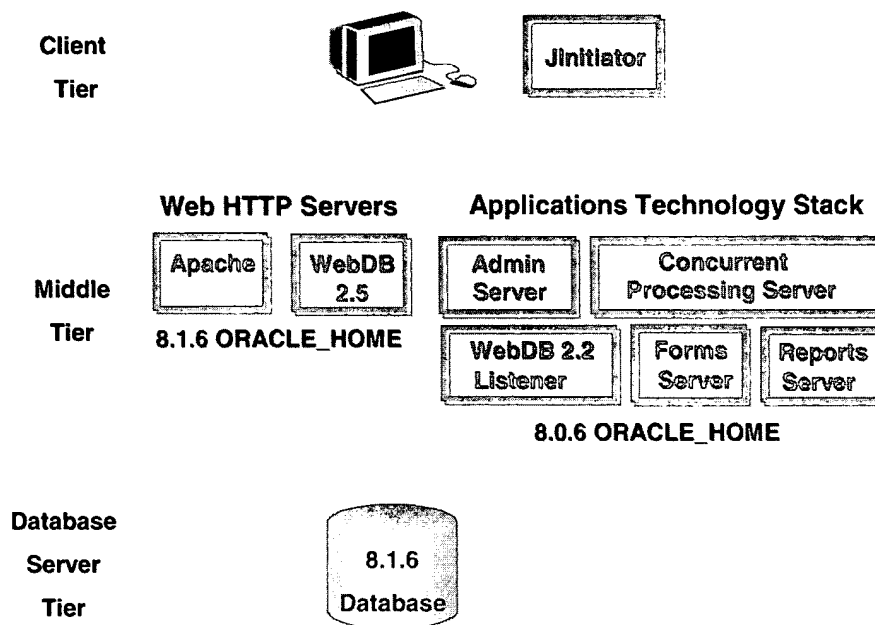 Client
Tier
JInitiator
Web HTTP Servers
Applications Technology Stack
Middle
Tier
Apache
WebDB
2.5
8.1.6 ORACLE_HOME
Admin
Server
Concurrent
Processing Server
WebDB 2.2
Listener
Forms
Server
Reports
Server
8.0.6 ORACLE_HOME
Database
Server
Tier
8.1.6
Database